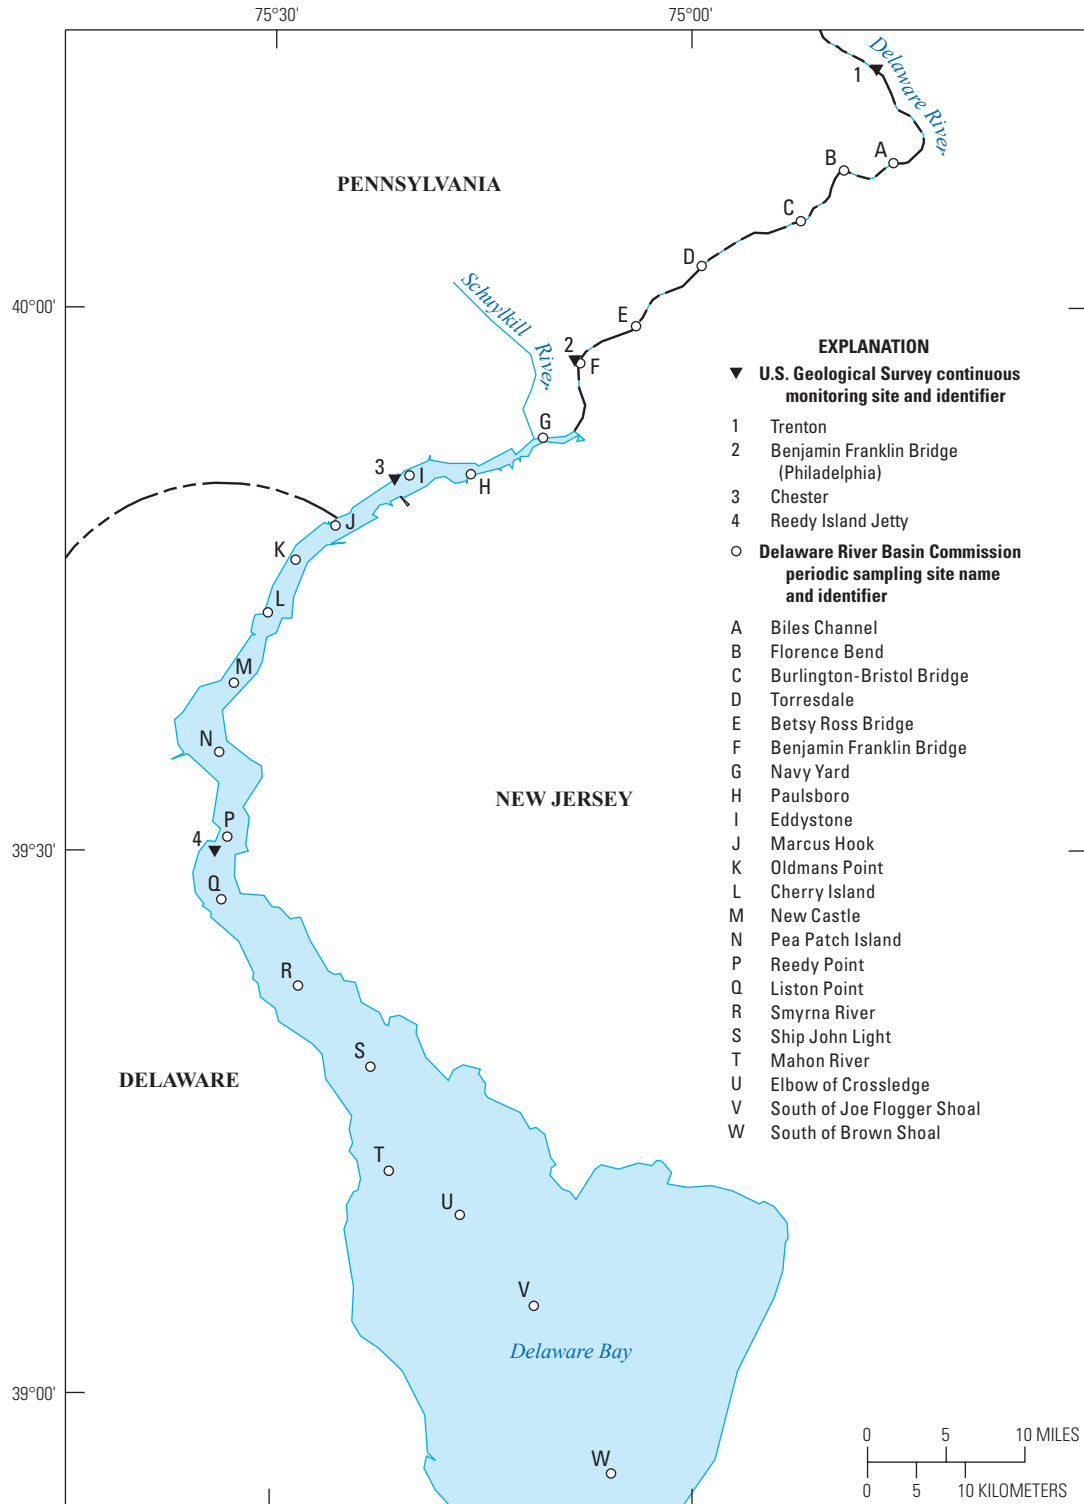 75°30'
75°00'
Delaware River
1
A
B
PENNSYLVANIA
C
D
Schuylkill River
40°00'
E
2
F
G
3
I
H
J
K
L
M
N
NEW JERSEY
P
4
39°30'
Q
R
S
DELAWARE
T
U
V
Delaware Bay
39°00'
W
EXPLANATION
U.S. Geological Survey continuous
monitoring site and identifier
1 Trenton
2 Benjamin Franklin Bridge
(Philadelphia)
3 Chester
4 Reedy Island Jetty
Delaware River Basin Commission
periodic sampling site name
and identifier
A Biles Channel
B Florence Bend
C Burlington-Bristol Bridge
D Torresdale
E Betsy Ross Bridge
F Benjamin Franklin Bridge
G Navy Yard
H Paulsboro
I Eddystone
J Marcus Hook
K Oldmans Point
L Cherry Island
M New Castle
N Pea Patch Island
P Reedy Point
Q Liston Point
R Smyrna River
S Ship John Light
T Mahon River
U Elbow of Crossledge
V South of Joe Flogger Shoal
W South of Brown Shoal
0 5 10 MILES
0 5 10 KILOMETERS